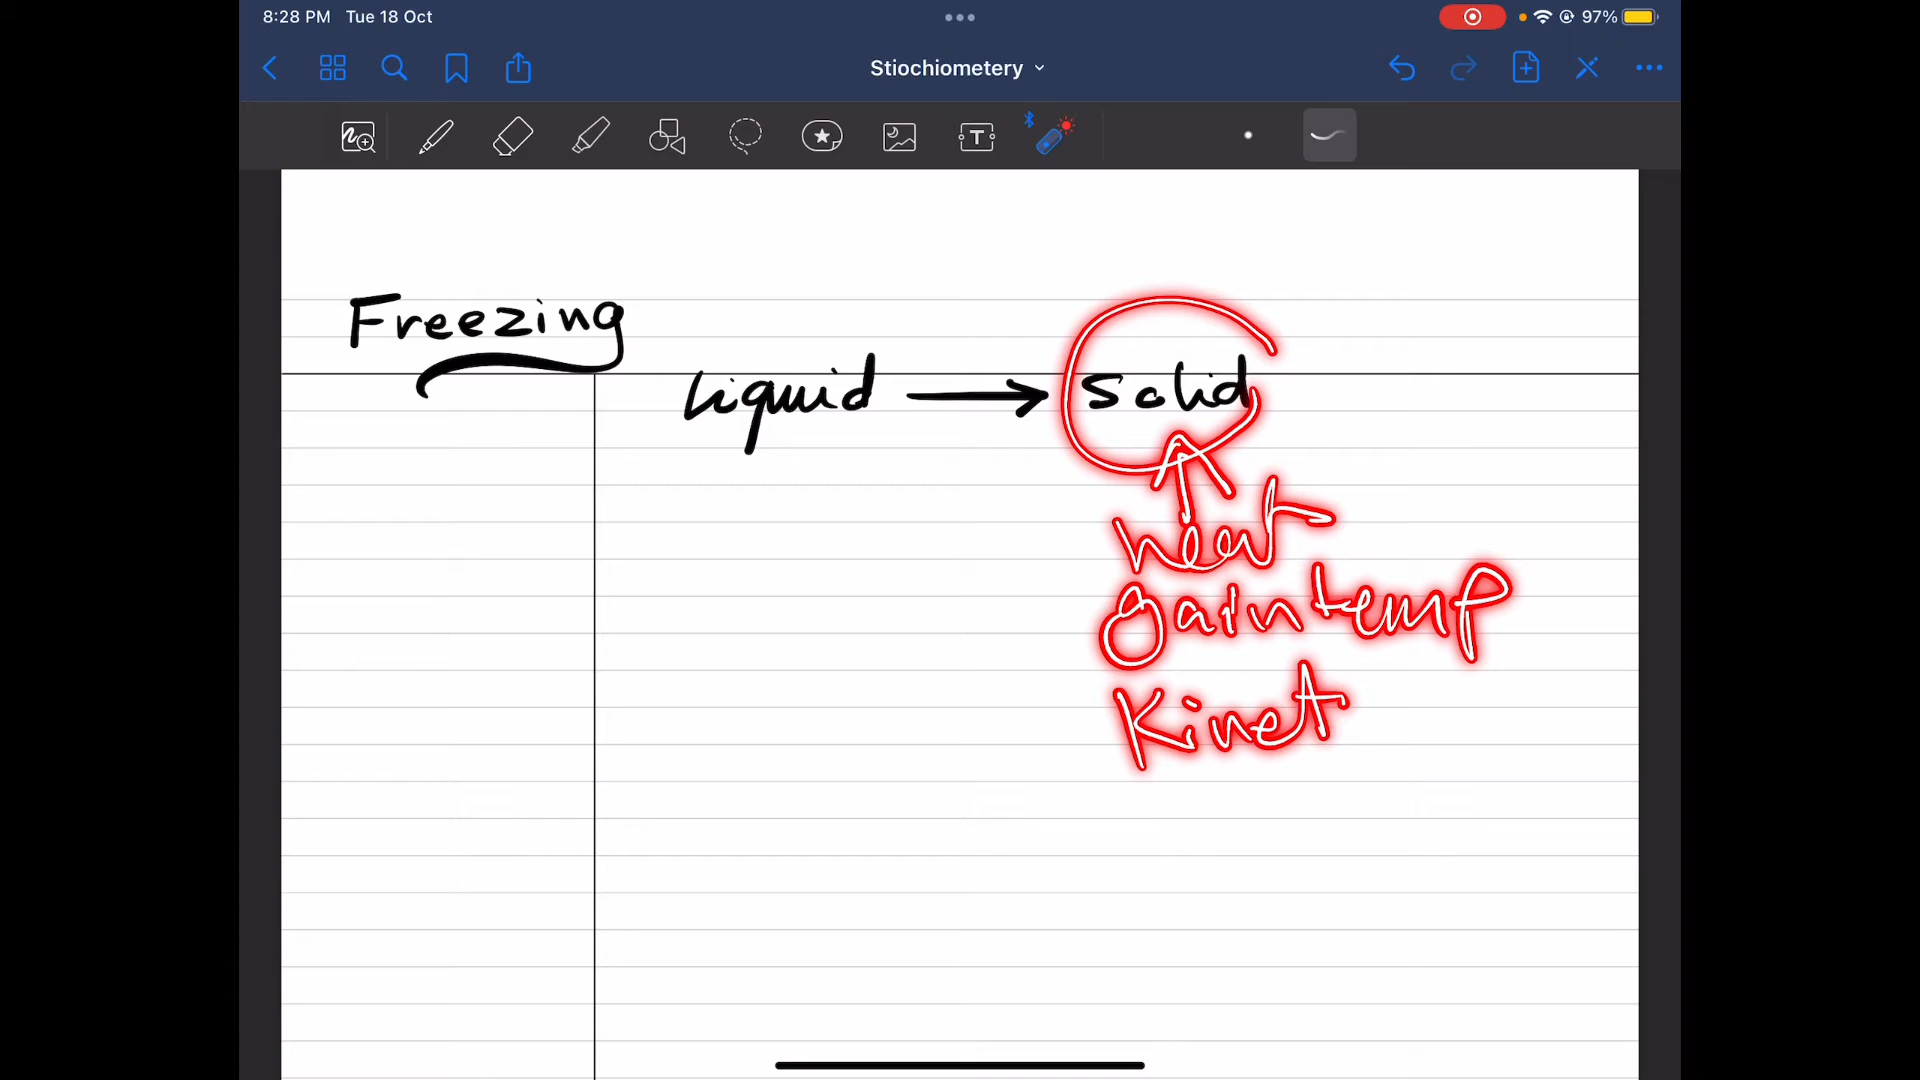 8:28 PM Tue 18 Oct
97%
Stiochiometery
T
Freezing
liquid → solid
heat
gain temp
Kinet